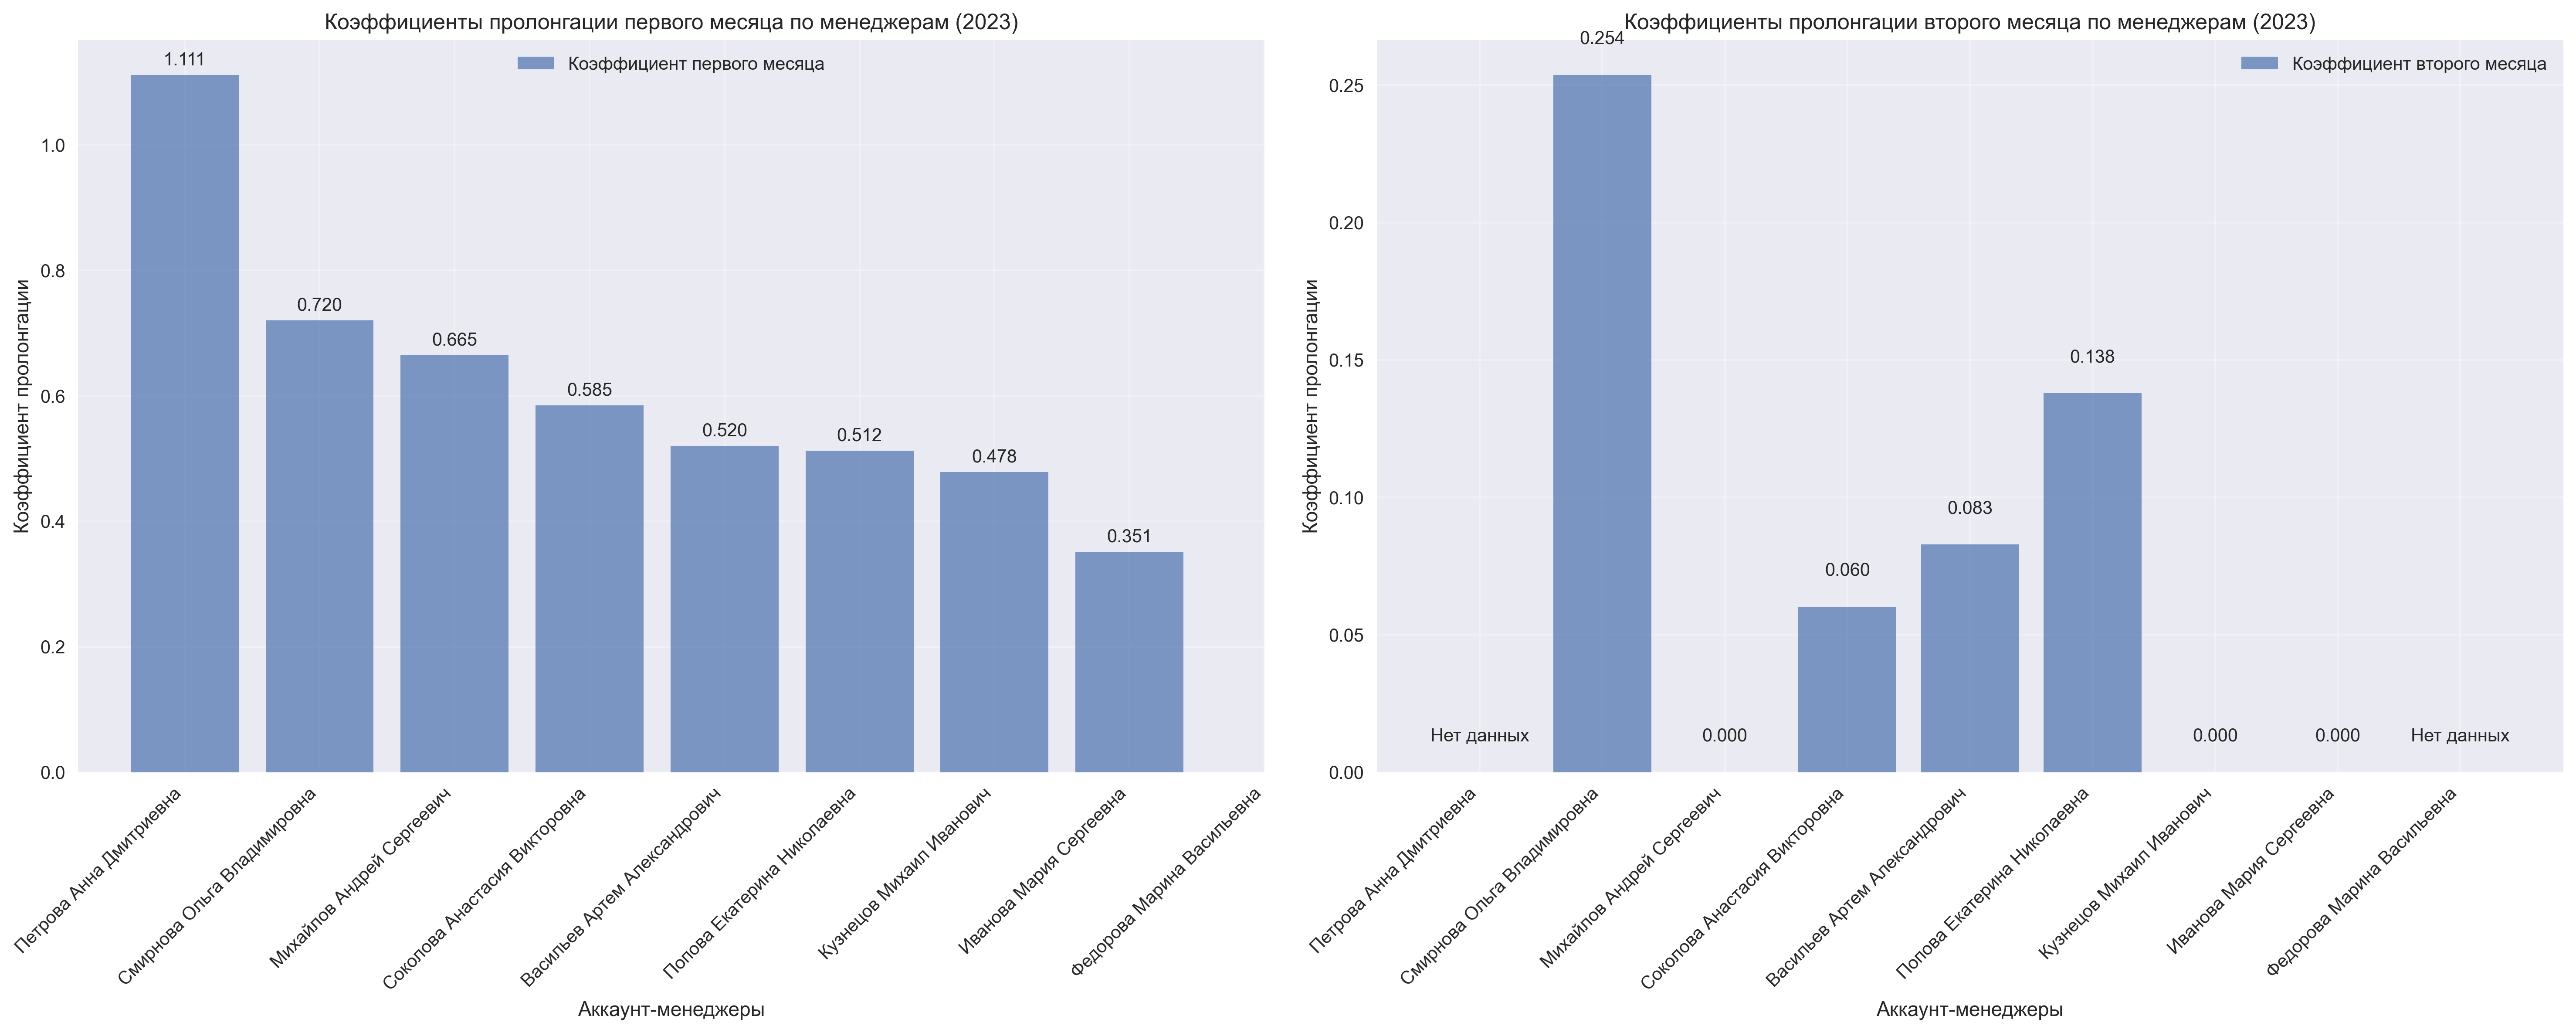 Коэффициенты пролонгации первого месяца по менеджерам (2023)
Коэффициент первого месяца
Коэффициент пролонгации
1.0
0.8
0.6
0.4
0.2
0.0
1.111
0.720
0.665
0.585
0.520
0.512
0.478
0.351
Петрова Анна Дмитриевна
Смирнова Ольга Владимировна
Михайлов Андрей Сергеевич
Соколова Анастасия Викторовна
Васильев Артем Александрович
Попова Екатерина Николаевна
Кузнецов Михаил Иванович
Иванова Мария Сергеевна
Федорова Марина Васильевна
Аккаунт-менеджеры
Коэффициенты пролонгации второго месяца по менеджерам (2023)
Коэффициент второго месяца
Коэффициент пролонгации
0.25
0.20
0.15
0.10
0.05
0.00
Нет данных
0.254
0.000
0.060
0.083
0.138
0.000
0.000
Нет данных
Петрова Анна Дмитриевна
Смирнова Ольга Владимировна
Михайлов Андрей Сергеевич
Соколова Анастасия Викторовна
Васильев Артем Александрович
Попова Екатерина Николаевна
Кузнецов Михаил Иванович
Иванова Мария Сергеевна
Федорова Марина Васильевна
Аккаунт-менеджеры